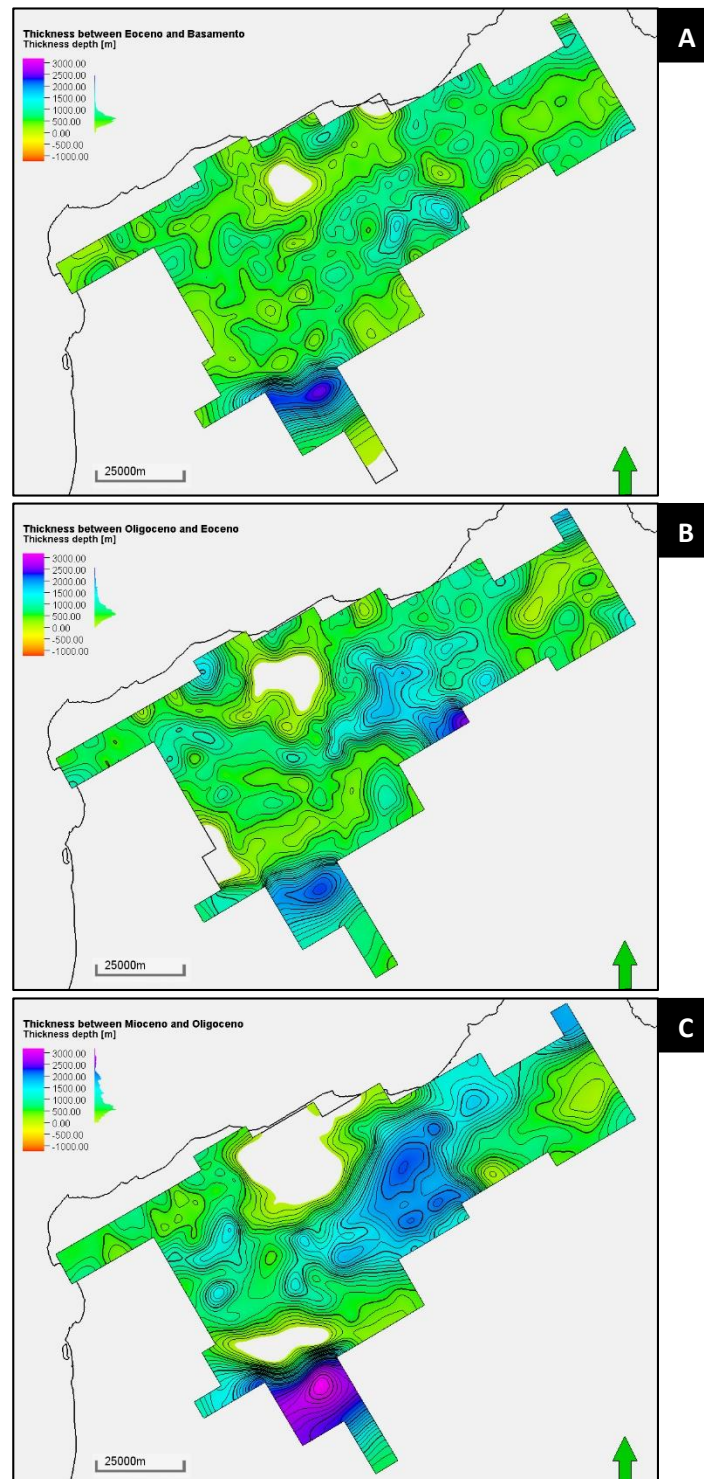 Thickness between Eoceno and Basamento
Thickness depth [m]
A
3000.00
2500.00
2000.00
1500.00
1000.00
500.00
0.00
-500.00
-1000.00
25000m
Thickness between Oligoceno and Eoceno
Thickness depth [m]
B
3000.00
2500.00
2000.00
1500.00
1000.00
500.00
0.00
-500.00
-1000.00
25000m
Thickness between Mioceno and Oligoceno
Thickness depth [m]
C
3000.00
2500.00
2000.00
1500.00
1000.00
500.00
0.00
-500.00
-1000.00
25000m